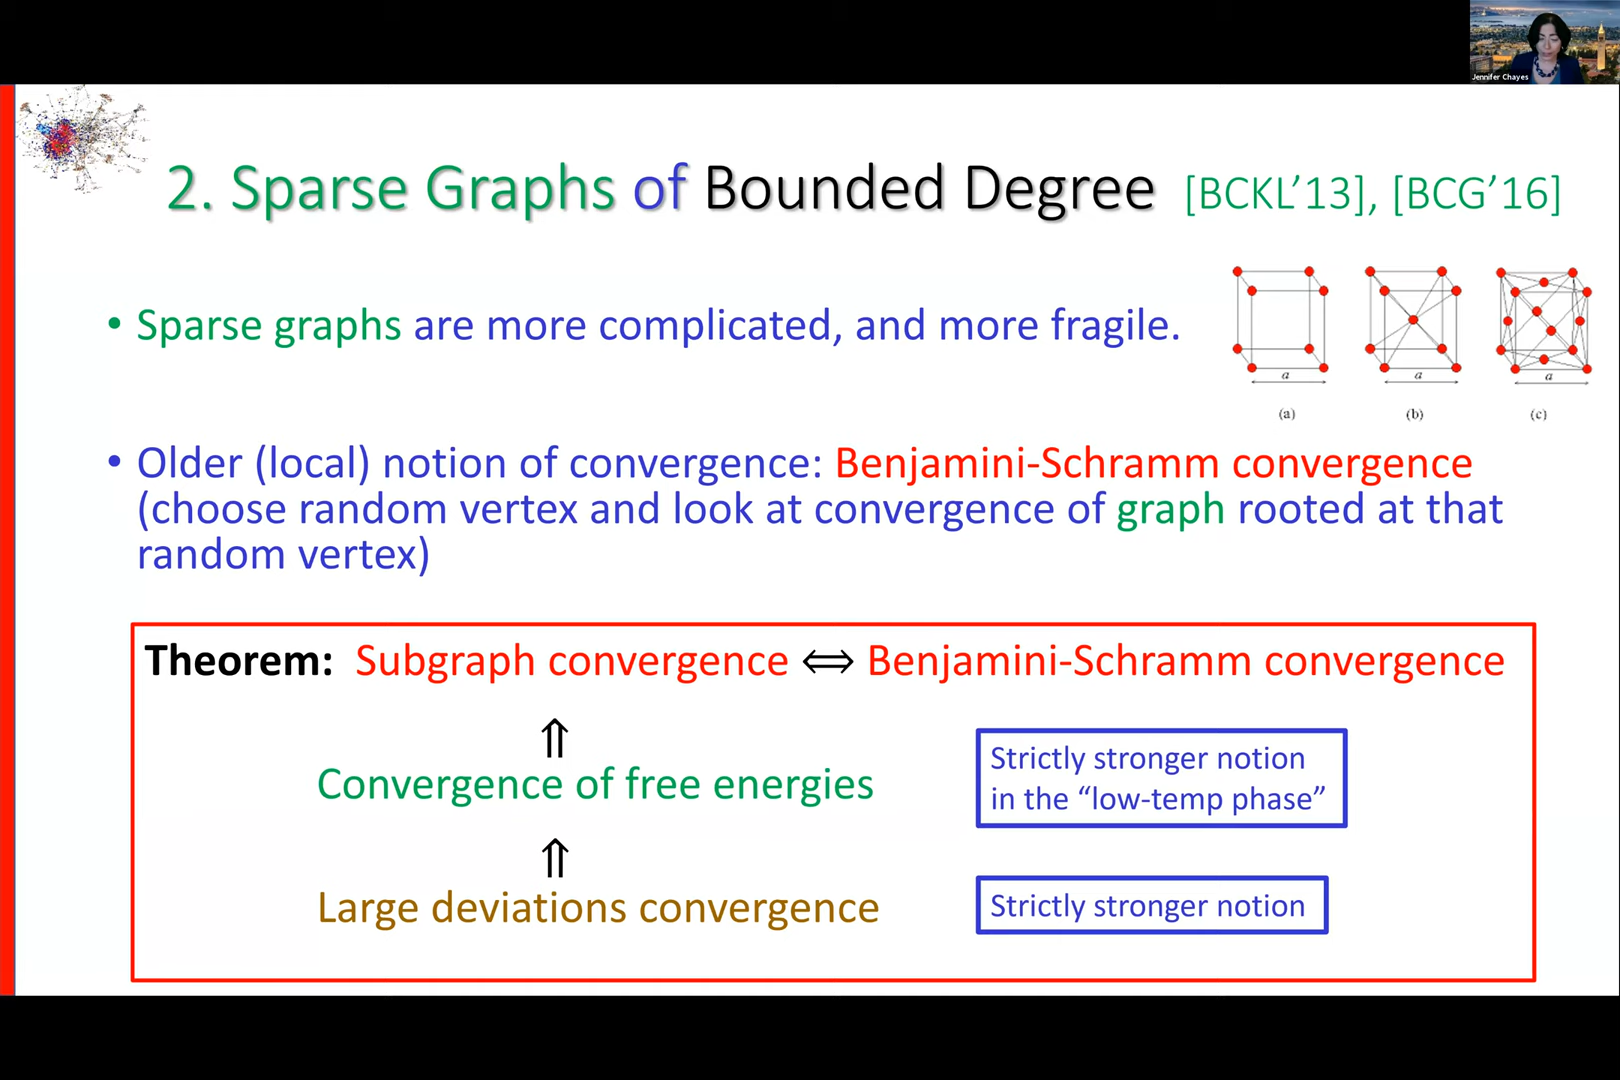 Jennifer Chayes
2. Sparse Graphs of Bounded Degree [BCKL’13], [BCG’16]
• Sparse graphs are more complicated, and more fragile.
a a a
(a) (b) (c)
• Older (local) notion of convergence: Benjamini-Schramm convergence
(choose random vertex and look at convergence of graph rooted at that
random vertex)
Theorem: Subgraph convergence ⟺ Benjamini-Schramm convergence
⇑
Convergence of free energies
Strictly stronger notion
in the “low-temp phase”
⇑
Large deviations convergence
Strictly stronger notion